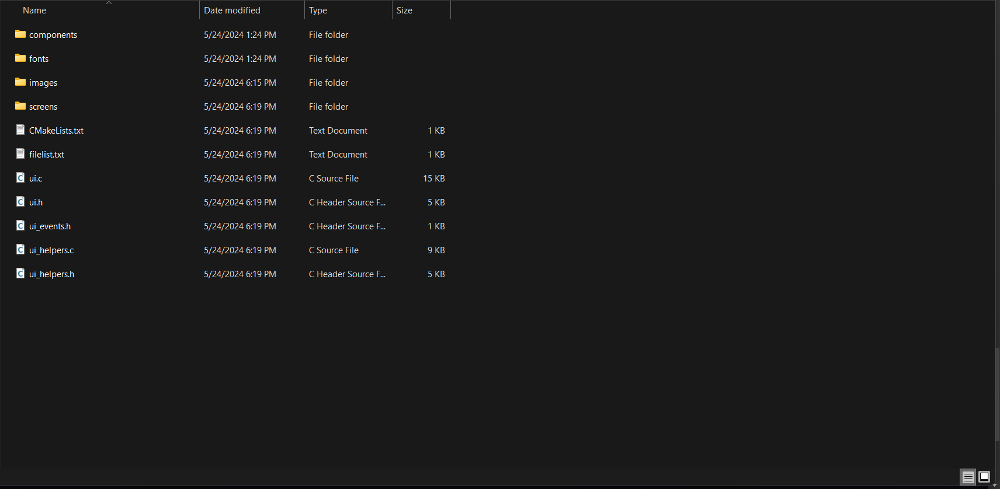 Name Date modified Type Size
components 5/24/2024 1:24 PM File folder
fonts 5/24/2024 1:24 PM File folder
images 5/24/2024 6:15 PM File folder
screens 5/24/2024 6:19 PM File folder
CMakeLists.txt 5/24/2024 6:19 PM Text Document 1 KB
filelist.txt 5/24/2024 6:19 PM Text Document 1 KB
ui.c 5/24/2024 6:19 PM C Source File 15 KB
ui.h 5/24/2024 6:19 PM C Header Source F... 5 KB
ui_events.h 5/24/2024 6:19 PM C Header Source F... 1 KB
ui_helpers.c 5/24/2024 6:19 PM C Source File 9 KB
ui_helpers.h 5/24/2024 6:19 PM C Header Source F... 5 KB